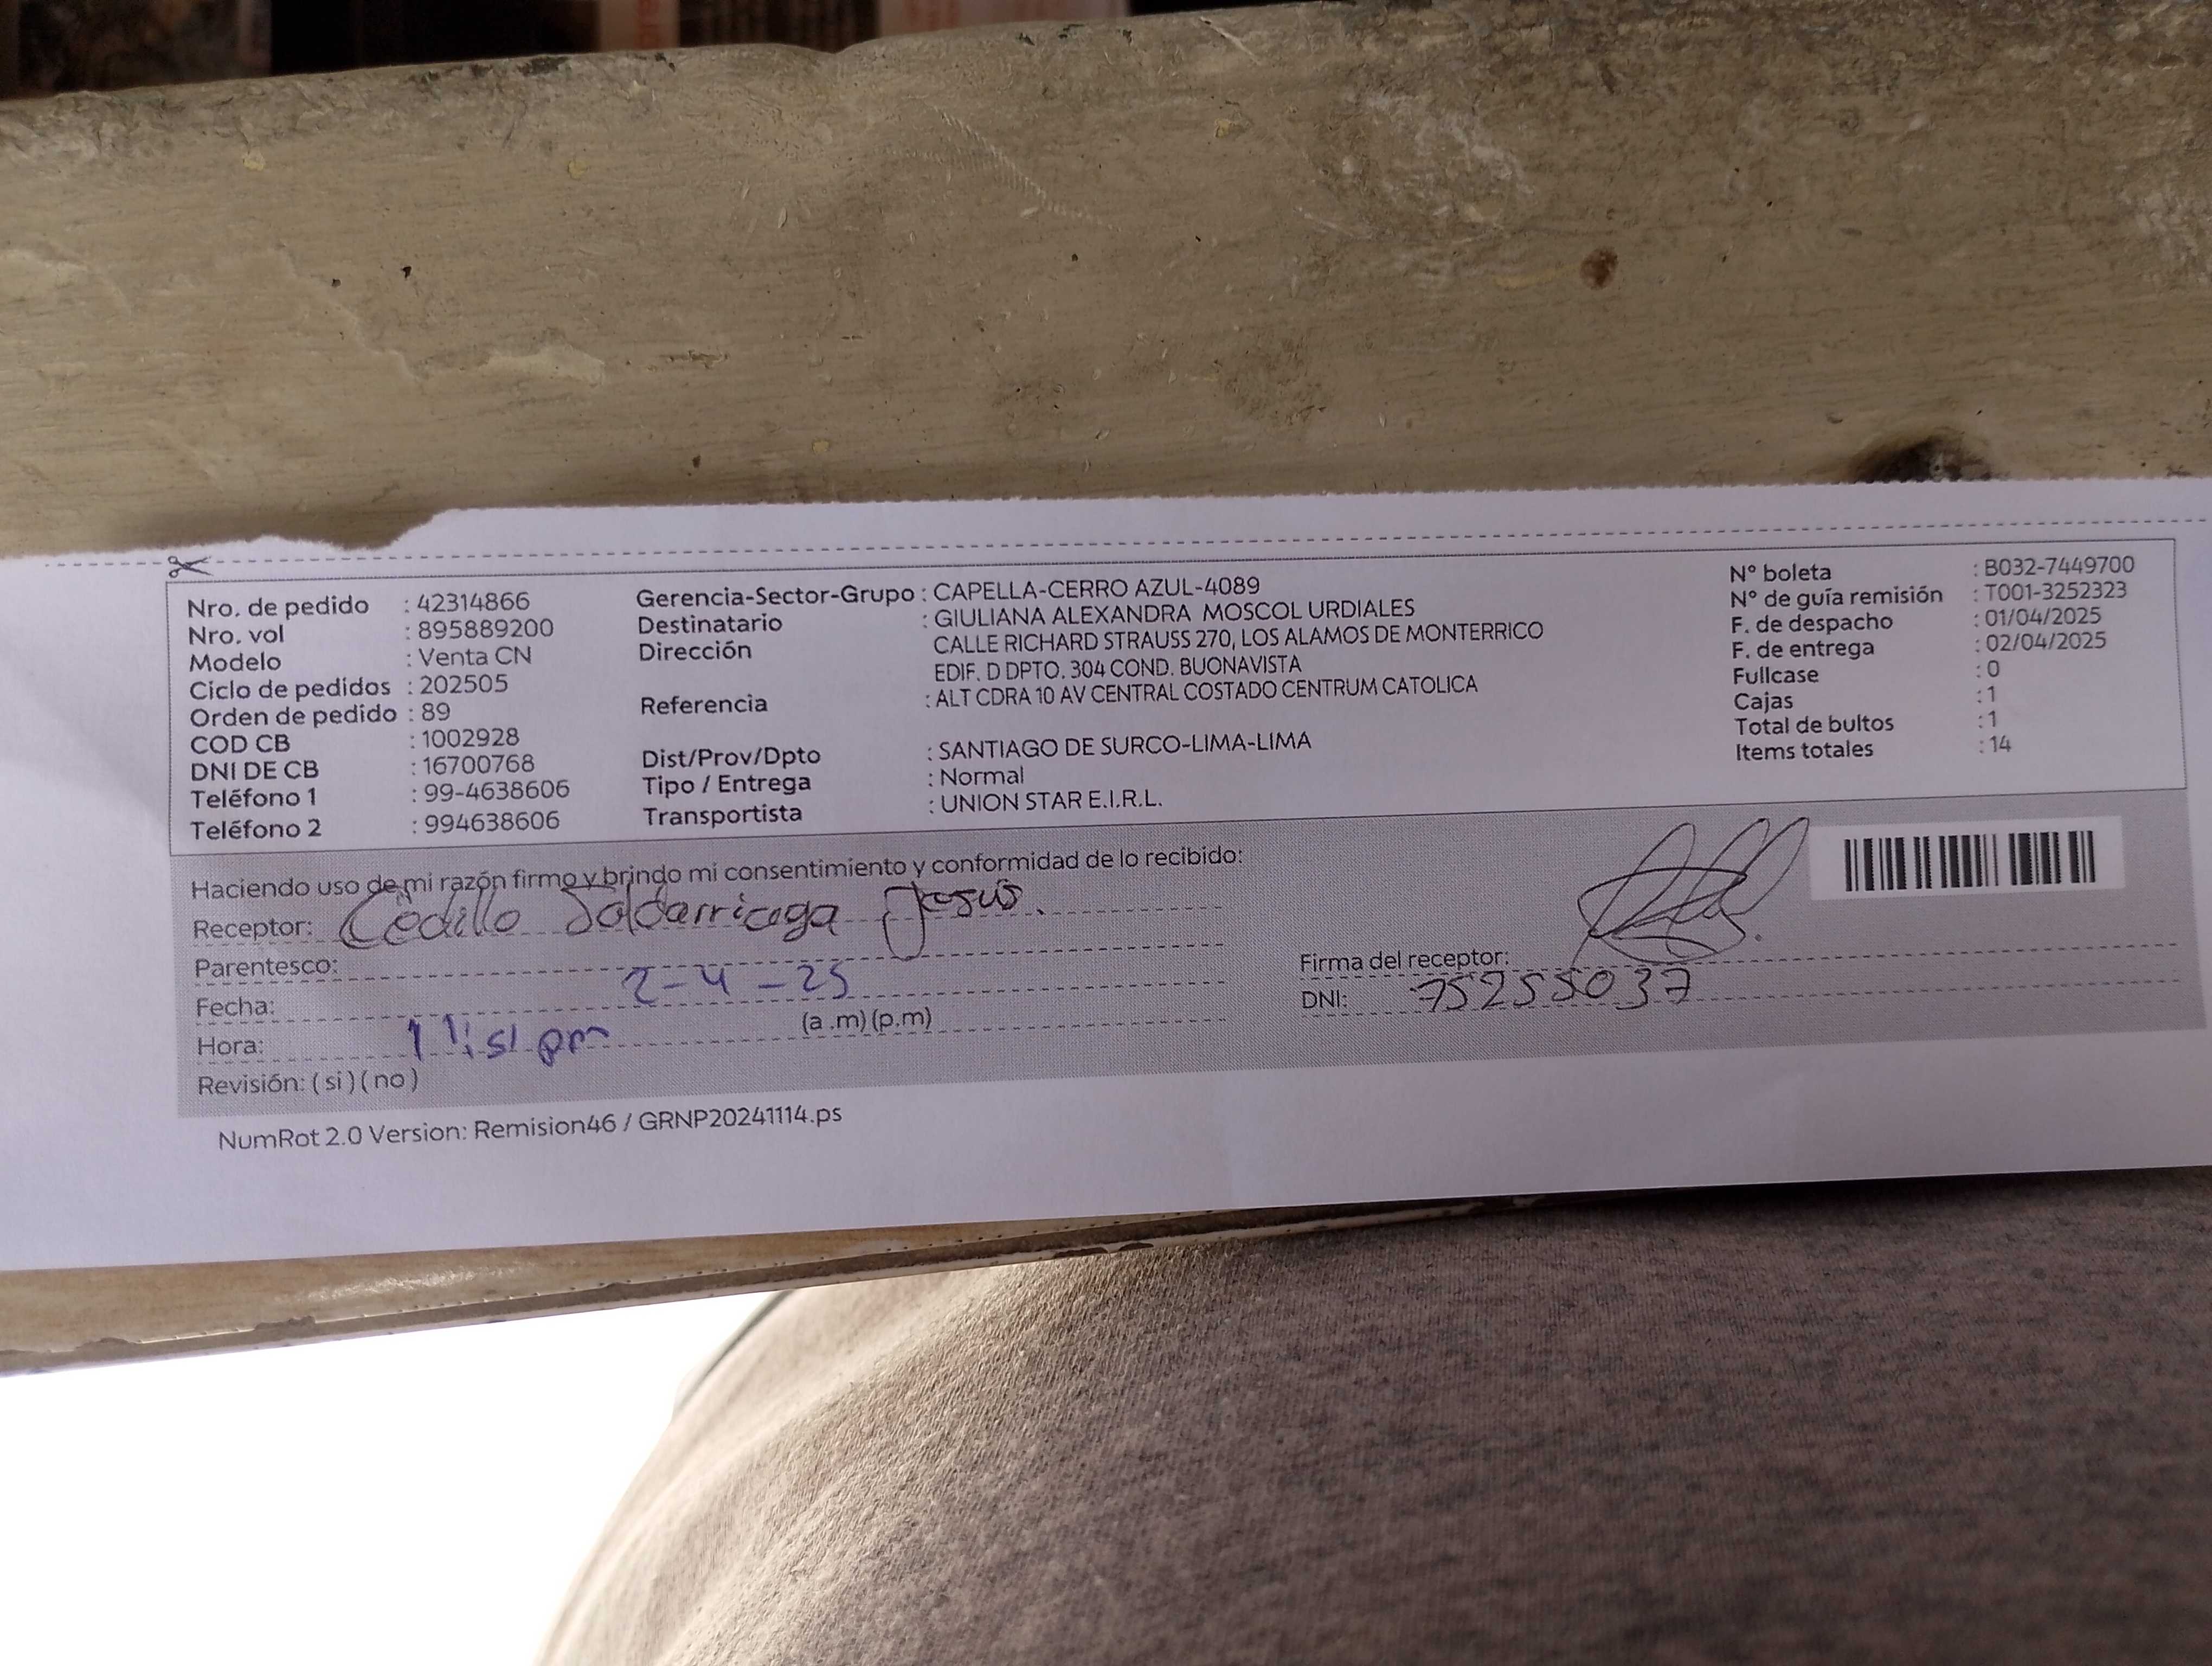 Nro. de pedido : 42314866
Nro. vol : 895889200
Modelo : Venta CN
Ciclo de pedidos : 202505
Orden de pedido : 89
COD CB : 1002928
DNI DE CB : 16700768
Teléfono 1 : 99-4638606
Teléfono 2 : 994638606
Gerencia-Sector-Grupo : CAPELLA-CERRO AZUL-4089
Destinatario : GIULIANA ALEXANDRA MOSCOL URDIALES
Dirección CALLE RICHARD STRAUSS 270, LOS ALAMOS DE MONTERRICO
EDIF. D DPTO. 304 COND. BUONAVISTA
Referencia : ALT CDRA 10 AV CENTRAL COSTADO CENTRUM CATOLICA
Dist/Prov/Dpto : SANTIAGO DE SURCO-LIMA-LIMA
Tipo / Entrega : Normal
Transportista : UNION STAR E.I.R.L.
N° boleta : B032-7449700
N° de guía remisión : T001-3252323
F. de despacho : 01/04/2025
F. de entrega : 02/04/2025
Fullcase : 0
Cajas : 1
Total de bultos : 1
Items totales : 14
Haciendo uso de mi razón firmo y brindo mi consentimiento y conformidad de lo recibido:
Receptor: Cedillo Saldarriaga Jesus.
Parentesco:
Fecha: 2-4-25
Hora: pm (a.m)(p.m)
Revisión: (si)(no)
Firma del receptor:
DNI: 75255037
NumRot 2.0 Version: Remision46 / GRNP20241114.ps